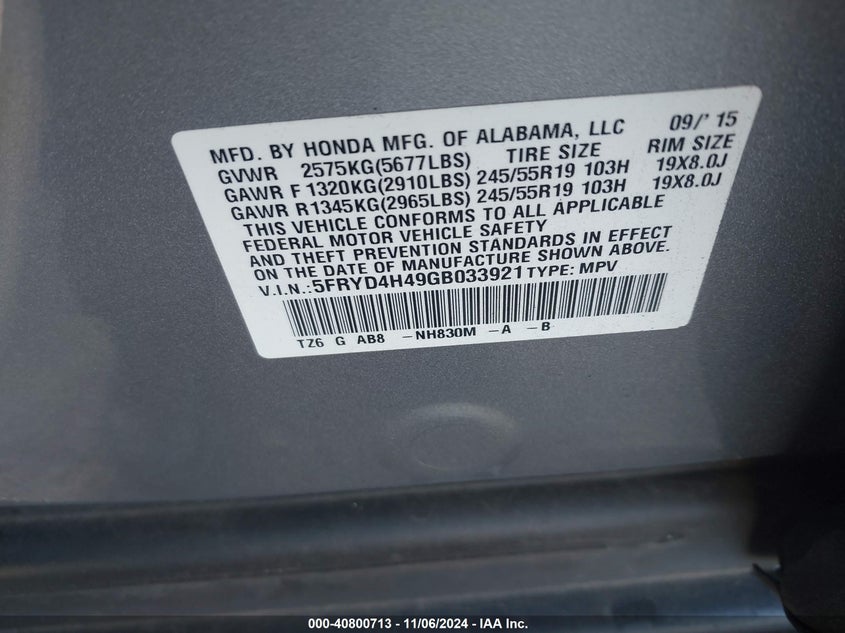 MFD. BY HONDA MFG. OF ALABAMA, LLC 09/' 15
GVWR 2575KG(5677LBS) TIRE SIZE RIM SIZE
GAWR F 1320KG(2910LBS) 245/55R19 103H 19X8.0J
GAWR R1345KG(2965LBS) 245/55R19 103H 19X8.0J
THIS VEHICLE CONFORMS TO ALL APPLICABLE
FEDERAL MOTOR VEHICLE SAFETY
AND THEFT PREVENTION STANDARDS IN EFFECT
ON THE DATE OF MANUFACTURE SHOWN ABOVE.
V.I.N.:5FRYD4H49GB033921 TYPE: MPV
TZ6 G AB8 -NH830M -A -B
000-40800713 - 11/06/2024 - IAA Inc.